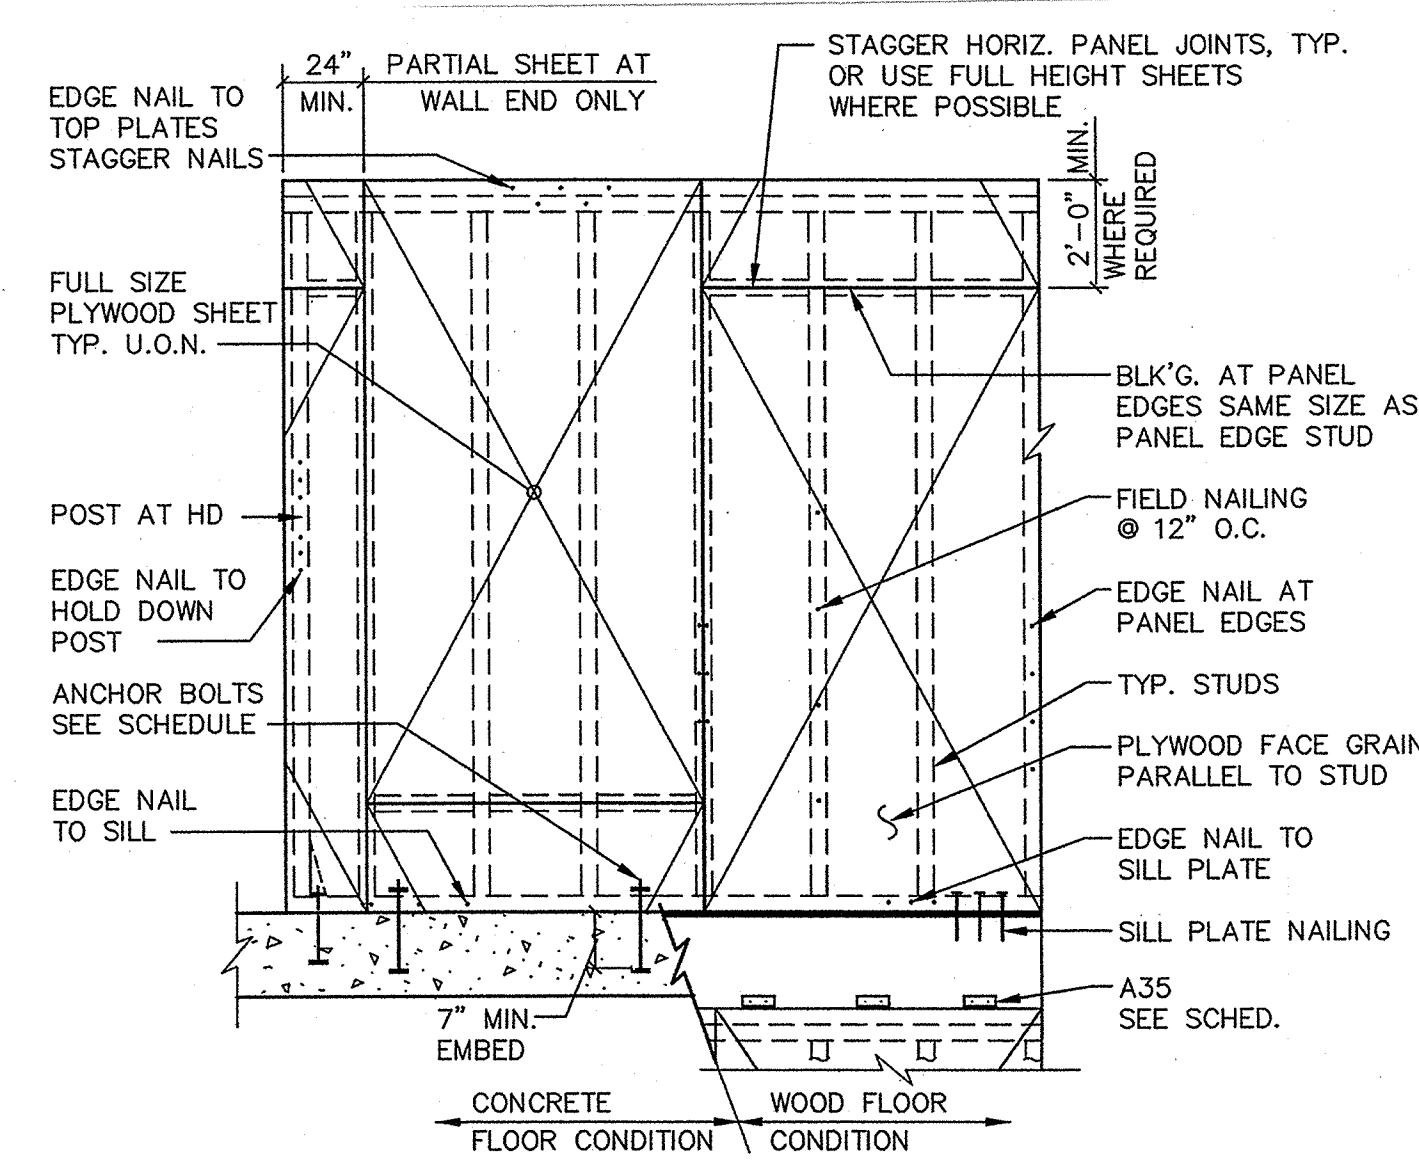 24"
MIN.
PARTIAL SHEET AT
WALL END ONLY
STAGGER HORIZ. PANEL JOINTS, TYP.
OR USE FULL HEIGHT SHEETS
WHERE POSSIBLE
EDGE NAIL TO
TOP PLATES
STAGGER NAILS
2'-0" MIN.
WHERE
REQUIRED
FULL SIZE
PLYWOOD SHEET
TYP. U.O.N.
BLK'G. AT PANEL
EDGES SAME SIZE AS
PANEL EDGE STUD
POST AT HD
FIELD NAILING
@ 12" O.C.
EDGE NAIL TO
HOLD DOWN
POST
EDGE NAIL AT
PANEL EDGES
ANCHOR BOLTS
SEE SCHEDULE
TYP. STUDS
PLYWOOD FACE GRAIN
PARALLEL TO STUD
EDGE NAIL
TO SILL
EDGE NAIL TO
SILL PLATE
SILL PLATE NAILING
A35
SEE SCHED.
7" MIN.
EMBED
CONCRETE
FLOOR CONDITION
WOOD FLOOR
CONDITION